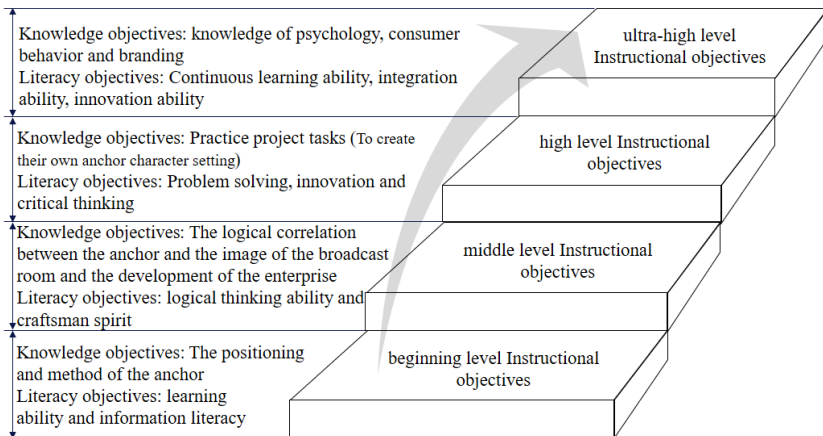 Knowledge objectives: knowledge of psychology, consumer
behavior and branding
Literacy objectives: Continuous learning ability, integration
ability, innovation ability
ultra-high level
Instructional objectives
Knowledge objectives: Practice project tasks (To create
their own anchor character setting)
Literacy objectives: Problem solving, innovation and
critical thinking
high level Instructional
objectives
Knowledge objectives: The logical correlation
between the anchor and the image of the broadcast
room and the development of the enterprise
Literacy objectives: logical thinking ability and
craftsman spirit
middle level Instructional
objectives
Knowledge objectives: The positioning
and method of the anchor
Literacy objectives: learning
ability and information literacy
beginning level Instructional
objectives